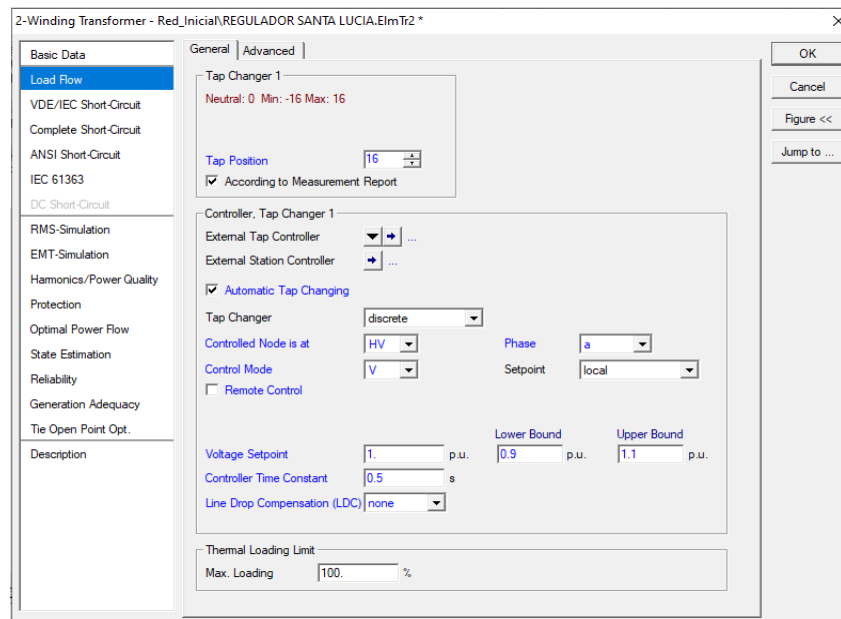 2-Winding Transformer - Red_Inicial\REGULADOR SANTA LUCIA.ElmTr2 *
Basic Data
Load Flow
VDE/IEC Short-Circuit
Complete Short-Circuit
ANSI Short-Circuit
IEC 61363
DC Short-Circuit
RMS-Simulation
EMT-Simulation
Harmonics/Power Quality
Protection
Optimal Power Flow
State Estimation
Reliability
Generation Adequacy
Tie Open Point Opt.
Description
General Advanced
Tap Changer 1
Neutral: 0 Min: -16 Max: 16
Tap Position 16
According to Measurement Report
Controller, Tap Changer 1
External Tap Controller ...
External Station Controller ...
Automatic Tap Changing
Tap Changer discrete
Controlled Node is at HV Phase a
Control Mode V Setpoint local
Remote Control
Lower Bound Upper Bound
Voltage Setpoint 1. p.u. 0.9 p.u. 1.1 p.u.
Controller Time Constant 0.5 s
Line Drop Compensation (LDC) none
Thermal Loading Limit
Max. Loading 100. %
OK
Cancel
Figure <<
Jump to ...